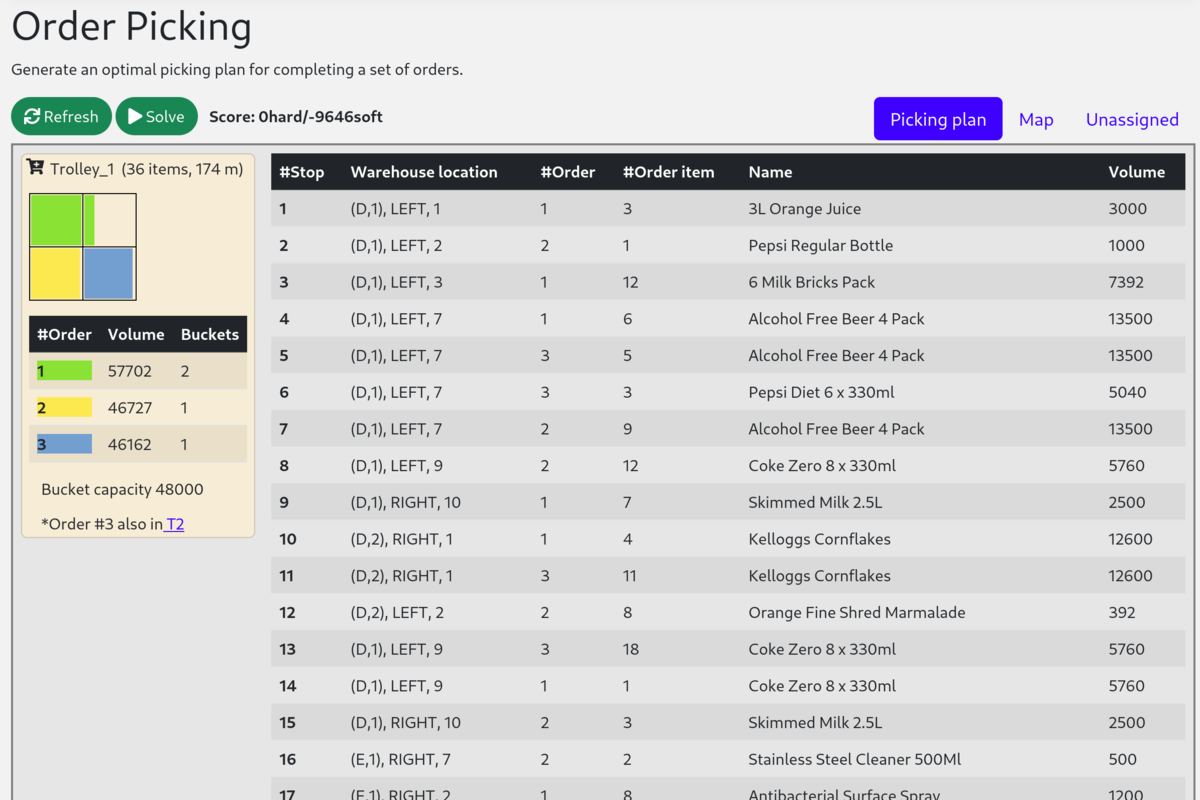 Order Picking
Generate an optimal picking plan for completing a set of orders.
Refresh Solve Score: 0hard/-9646soft Picking plan Map Unassigned
Trolley_1 (36 items, 174 m)
#Order Volume Buckets
1 57702 2
2 46727 1
3 46162 1
Bucket capacity 48000
*Order #3 also in T2
#Stop Warehouse location #Order #Order item Name Volume
1 (D,1), LEFT, 1 1 3 3L Orange Juice 3000
2 (D,1), LEFT, 2 2 1 Pepsi Regular Bottle 1000
3 (D,1), LEFT, 3 1 12 6 Milk Bricks Pack 7392
4 (D,1), LEFT, 7 1 6 Alcohol Free Beer 4 Pack 13500
5 (D,1), LEFT, 7 3 5 Alcohol Free Beer 4 Pack 13500
6 (D,1), LEFT, 7 3 3 Pepsi Diet 6 x 330ml 5040
7 (D,1), LEFT, 7 2 9 Alcohol Free Beer 4 Pack 13500
8 (D,1), LEFT, 9 2 12 Coke Zero 8 x 330ml 5760
9 (D,1), RIGHT, 10 1 7 Skimmed Milk 2.5L 2500
10 (D,2), RIGHT, 1 1 4 Kelloggs Cornflakes 12600
11 (D,2), RIGHT, 1 3 11 Kelloggs Cornflakes 12600
12 (D,2), LEFT, 2 2 8 Orange Fine Shred Marmalade 392
13 (D,1), LEFT, 9 3 18 Coke Zero 8 x 330ml 5760
14 (D,1), LEFT, 9 1 1 Coke Zero 8 x 330ml 5760
15 (D,1), RIGHT, 10 2 3 Skimmed Milk 2.5L 2500
16 (E,1), RIGHT, 7 2 2 Stainless Steel Cleaner 500Ml 500
17 (E,1), RIGHT, 2 1 8 Antibacterial Surface Spray 1200